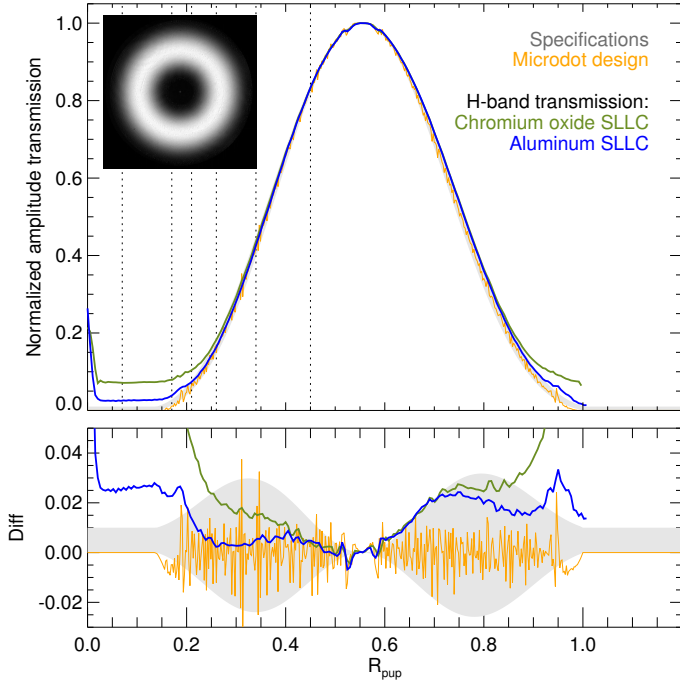 Normalized amplitude transmission
1.0
0.8
0.6
0.4
0.2
0.0
Specifications
Microdot design
H-band transmission:
Chromium oxide SLLC
Aluminum SLLC
Diff
0.04
0.02
0.00
-0.02
0.0 0.2 0.4 0.6 0.8 1.0
R_pup